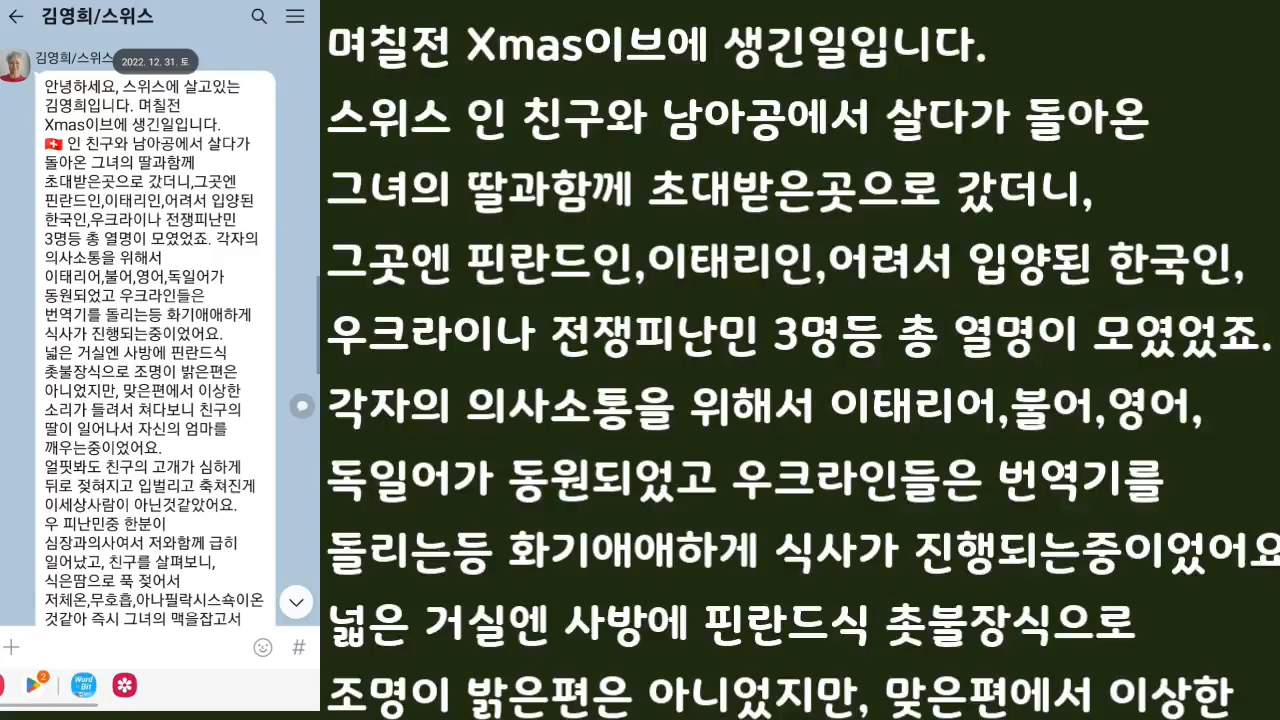 김영희/스위스
김영희/스위스
2022. 12. 31. 토
안녕하세요, 스위스에 살고있는
김영희입니다. 며칠전
Xmas이브에 생긴일입니다.
🇨🇭 인 친구와 남아공에서 살다가
돌아온 그녀의 딸과함께
초대받은곳으로 갔더니,그곳엔
핀란드인,이태리인,어려서 입양된
한국인,우크라이나 전쟁피난민
3명등 총 열명이 모였었죠. 각자의
의사소통을 위해서
이태리어,불어,영어,독일어가
동원되었고 우크라인들은
번역기를 돌리는등 화기애애하게
식사가 진행되는중이었어요.
넓은 거실엔 사방에 핀란드식
촛불장식으로 조명이 밝은편은
아니었지만, 맞은편에서 이상한
소리가 들려서 쳐다보니 친구의
딸이 일어나서 자신의 엄마를
깨우는중이었어요.
얼핏봐도 친구의 고개가 심하게
뒤로 젖혀지고 입벌리고 축쳐진게
이세상사람이 아닌것같았어요.
우 피난민중 한분이
심장과의사여서 저와함께 급히
일어났고, 친구를 살펴보니,
식은땀으로 푹 젖어서
저체온,무호흡,아나필락시스쇽이온
것같아 즉시 그녀의 맥을잡고서
#
2
Word
Bit
며칠전 Xmas이브에 생긴일입니다.
스위스 인 친구와 남아공에서 살다가 돌아온
그녀의 딸과함께 초대받은곳으로 갔더니,
그곳엔 핀란드인,이태리인,어려서 입양된 한국인,
우크라이나 전쟁피난민 3명등 총 열명이 모였었죠.
각자의 의사소통을 위해서 이태리어,불어,영어,
독일어가 동원되었고 우크라인들은 번역기를
돌리는등 화기애애하게 식사가 진행되는중이었어요
넓은 거실엔 사방에 핀란드식 촛불장식으로
조명이 밝은편은 아니었지만, 맞은편에서 이상한